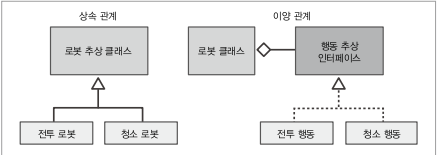 상속 관계
이양 관계
로봇 추상 클래스
로봇 클래스
행동 추상
인터페이스
전투 로봇
청소 로봇
전투 행동
청소 행동